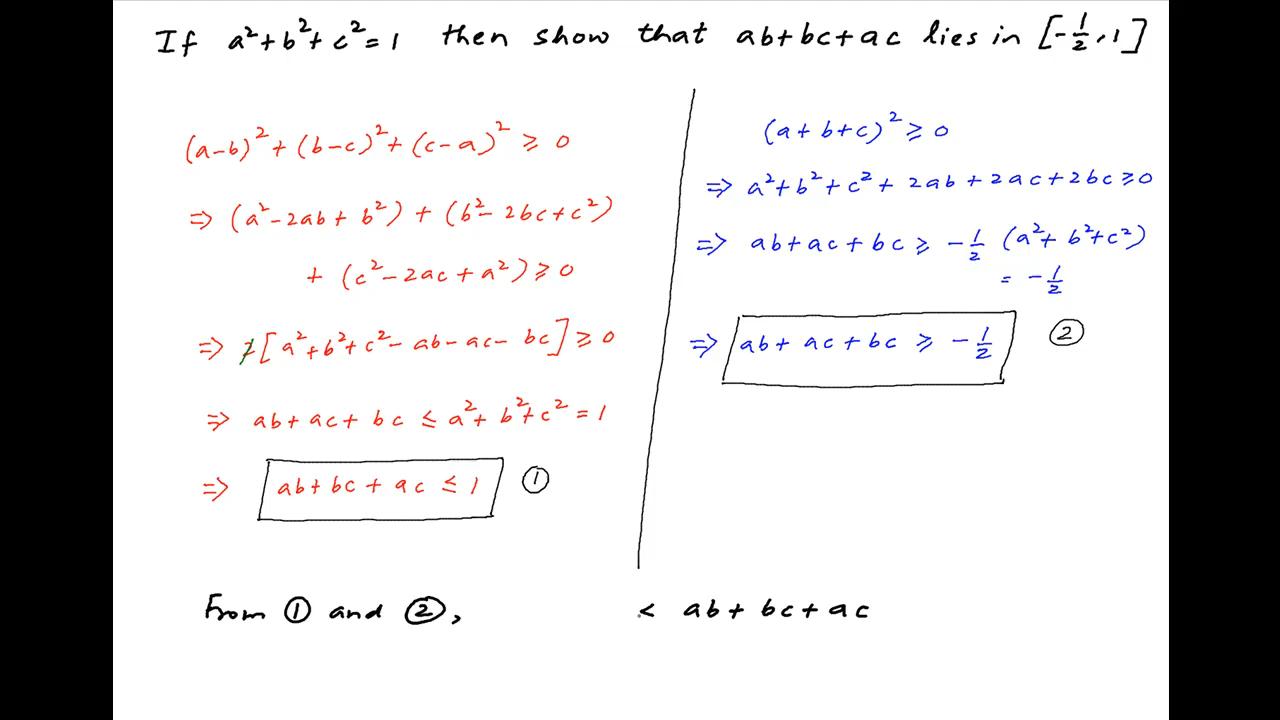 If a²+b²+c²=1 then show that ab+bc+ac lies in [-1/2, 1]
(a-b)²+(b-c)²+(c-a)² ≥ 0
⇒ (a²-2ab+b²) + (b²-2bc+c²)
+ (c²-2ac+a²) ≥ 0
⇒ 2[a²+b²+c²-ab-ac-bc] ≥ 0
⇒ ab+ac+bc ≤ a²+b²+c² = 1
⇒ ab+bc+ac ≤ 1 ①
(a+b+c)² ≥ 0
⇒ a²+b²+c²+2ab+2ac+2bc ≥ 0
⇒ ab+ac+bc ≥ -1/2 (a²+b²+c²)
= -1/2
⇒ ab+ac+bc ≥ -1/2 ②
From ① and ②, < ab+bc+ac